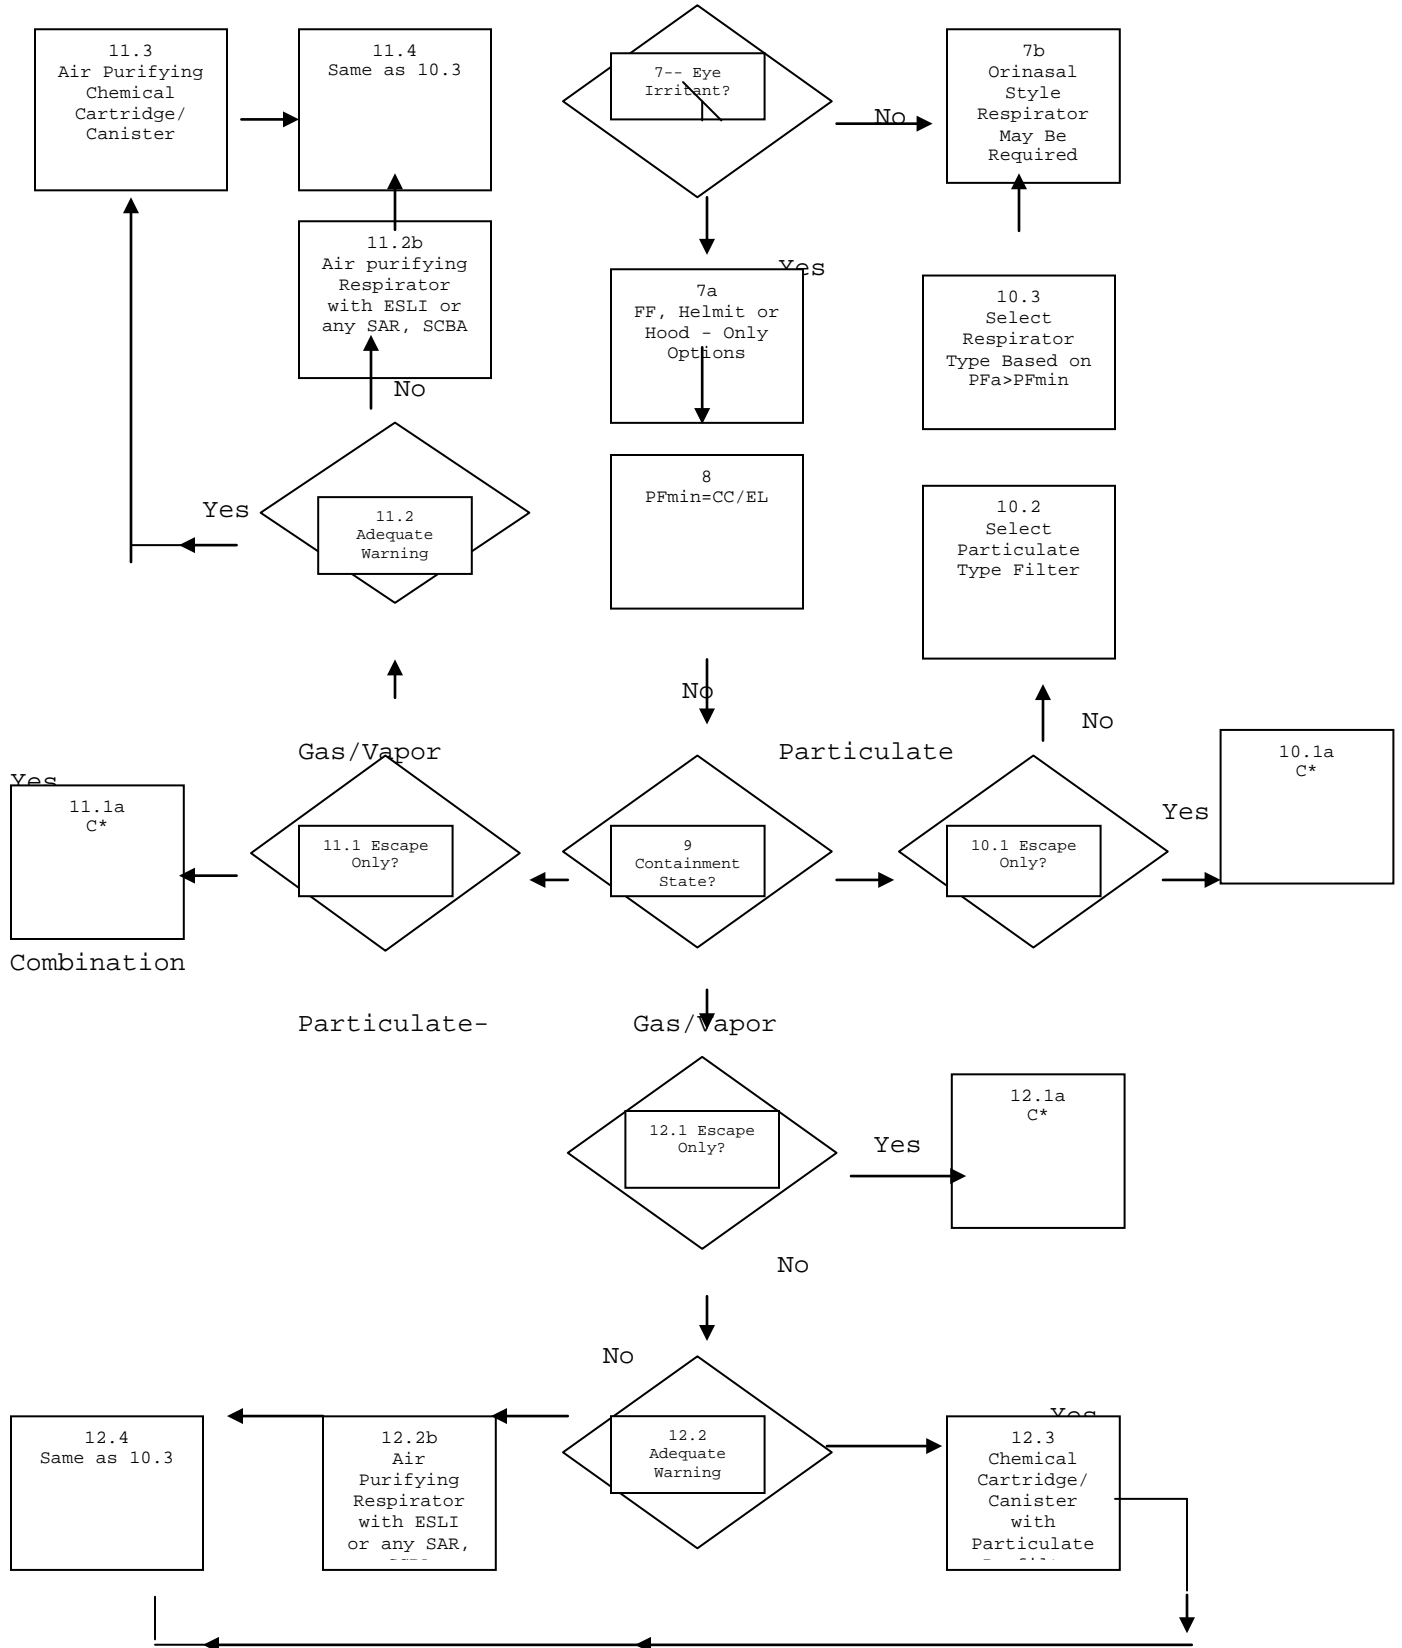 11.3
Air Purifying
Chemical
Cartridge/
Canister
11.4
Same as 10.3
7-- Eye
Irritant?
No
7b
Orinasal
Style
Respirator
May Be
Required
11.2b
Air purifying
Respirator
with ESLI or
any SAR, SCBA
No
Yes
7a
FF, Helmit or
Hood - Only
Options
10.3
Select
Respirator
Type Based on
PFa>PFmin
Yes
11.2
Adequate
Warning
8
PFmin=CC/EL
10.2
Select
Particulate
Type Filter
No
No
Gas/Vapor
Particulate
Yes
11.1a
C*
11.1 Escape
Only?
9
Containment
State?
10.1 Escape
Only?
Yes
10.1a
C*
Combination
Particulate-
Gas/Vapor
12.1 Escape
Only?
Yes
12.1a
C*
No
No
Yes
12.4
Same as 10.3
12.2b
Air
Purifying
Respirator
with ESLI
or any SAR,
12.2
Adequate
Warning
12.3
Chemical
Cartridge/
Canister
with
Particulate